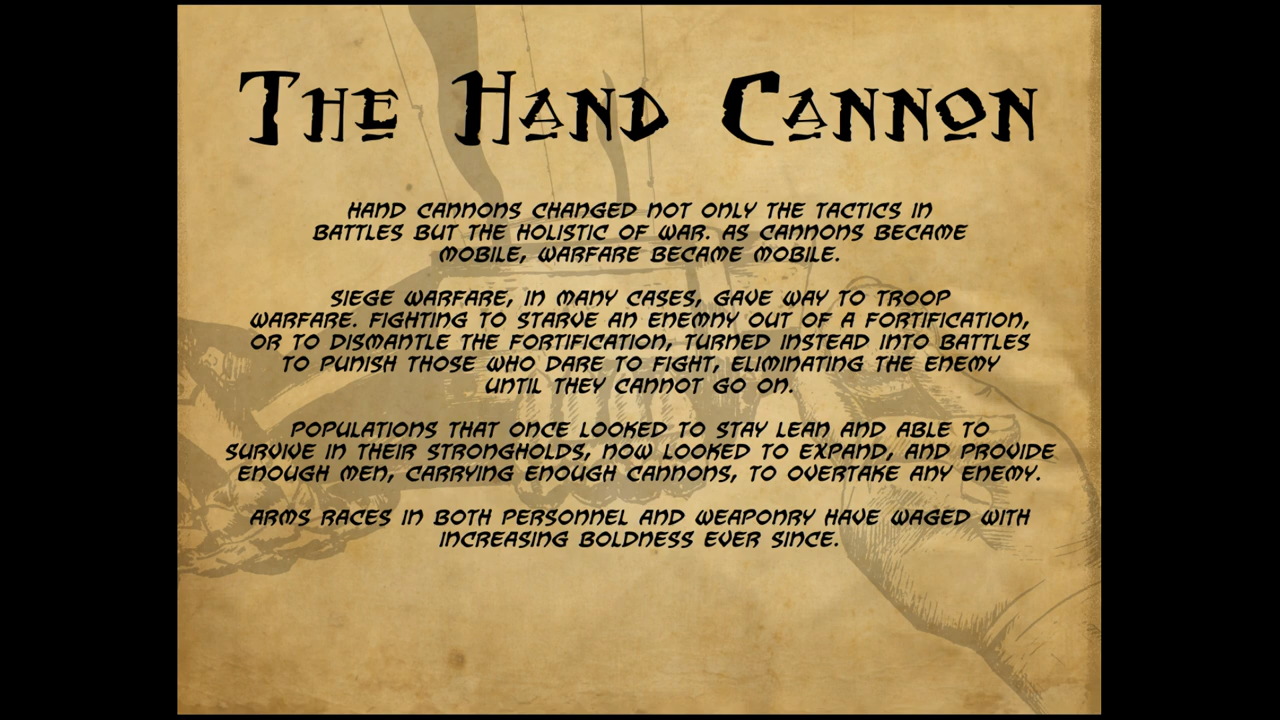 The Hand Cannon
HAND CANNONS CHANGED NOT ONLY THE TACTICS IN
BATTLES BUT THE HOLISTIC OF WAR. AS CANNONS BECAME
MOBILE, WARFARE BECAME MOBILE.
SIEGE WARFARE, IN MANY CASES, GAVE WAY TO TROOP
WARFARE. FIGHTING TO STARVE AN ENEMNY OUT OF A FORTIFICATION,
OR TO DISMANTLE THE FORTIFICATION, TURNED INSTEAD INTO BATTLES
TO PUNISH THOSE WHO DARE TO FIGHT, ELIMINATING THE ENEMY
UNTIL THEY CANNOT GO ON.
POPULATIONS THAT ONCE LOOKED TO STAY LEAN AND ABLE TO
SURVIVE IN THEIR STRONGHOLDS, NOW LOOKED TO EXPAND, AND PROVIDE
ENOUGH MEN, CARRYING ENOUGH CANNONS, TO OVERTAKE ANY ENEMY.
ARMS RACES IN BOTH PERSONNEL AND WEAPONRY HAVE WAGED WITH
INCREASING BOLDNESS EVER SINCE.